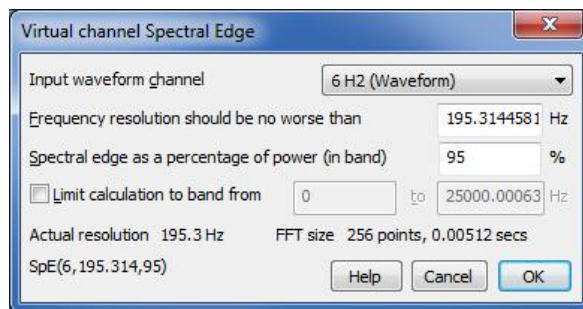 Virtual channel Spectral Edge
Input waveform channel 6 H2 (Waveform)
Frequency resolution should be no worse than 195.3144581 Hz
Spectral edge as a percentage of power (in band) 95 %
Limit calculation to band from 0 to 25000.00063 Hz
Actual resolution 195.3 Hz FFT size 256 points, 0.00512 secs
SpE(6,195.314,95) Help Cancel OK